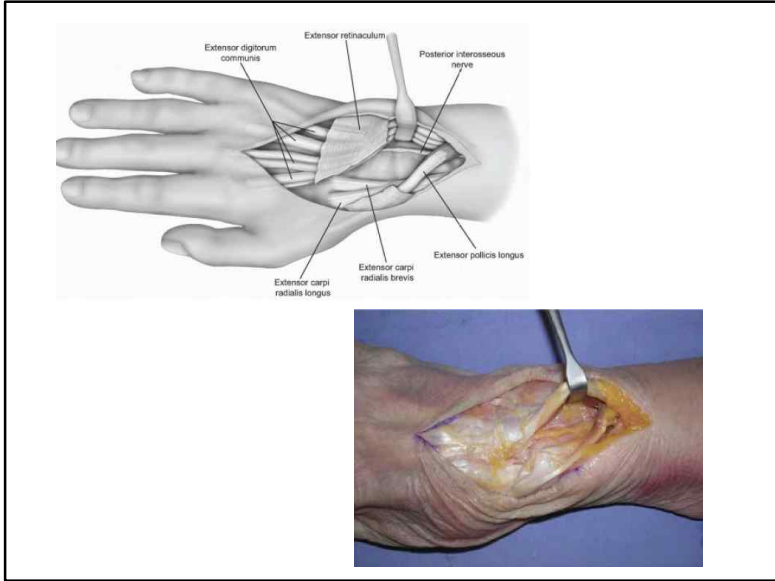 Extensor retinaculum
Extensor digitorum
communis
Posterior interosseous
nerve
Extensor pollicis longus
Extensor carpi
radialis brevis
Extensor carpi
radialis longus